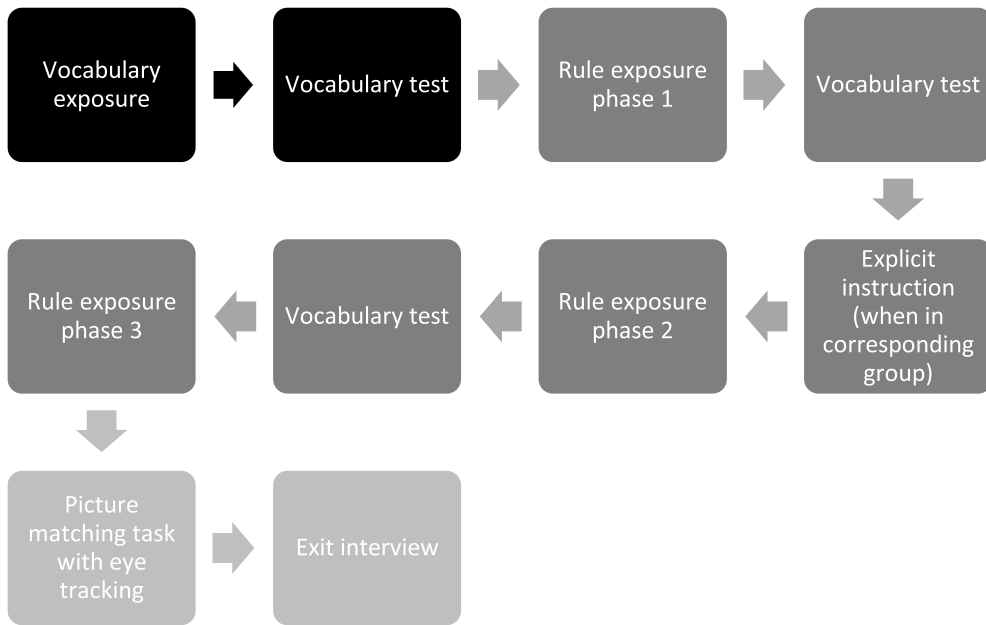 Vocabulary
exposure
Vocabulary test
Rule exposure
phase 1
Vocabulary test
Explicit
instruction
(when in
corresponding
group)
Rule exposure
phase 2
Vocabulary test
Rule exposure
phase 3
Picture
matching task
with eye
tracking
Exit interview